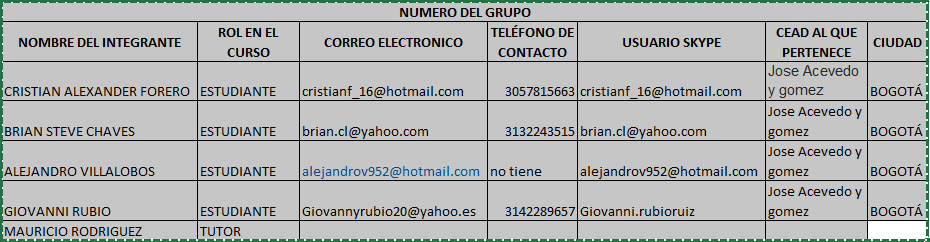 NUMERO DEL GRUPO
NOMBRE DEL INTEGRANTE ROL EN EL CURSO CORREO ELECTRONICO TELÉFONO DE CONTACTO USUARIO SKYPE CEAD AL QUE PERTENECE CIUDAD
CRISTIAN ALEXANDER FORERO ESTUDIANTE cristianf_16@hotmail.com 3057815663 cristianf_16@hotmail.com Jose Acevedo y gomez BOGOTÁ
BRIAN STEVE CHAVES ESTUDIANTE brian.cl@yahoo.com 3132243515 brian.cl@yahoo.com Jose Acevedo y gomez BOGOTÁ
ALEJANDRO VILLALOBOS ESTUDIANTE alejandrov952@hotmail.com no tiene alejandrov952@hotmail.com Jose Acevedo y gomez BOGOTÁ
GIOVANNI RUBIO ESTUDIANTE Giovannyrubio20@yahoo.es 3142289657 Giovanni.rubioruiz Jose Acevedo y gomez BOGOTÁ
MAURICIO RODRIGUEZ TUTOR